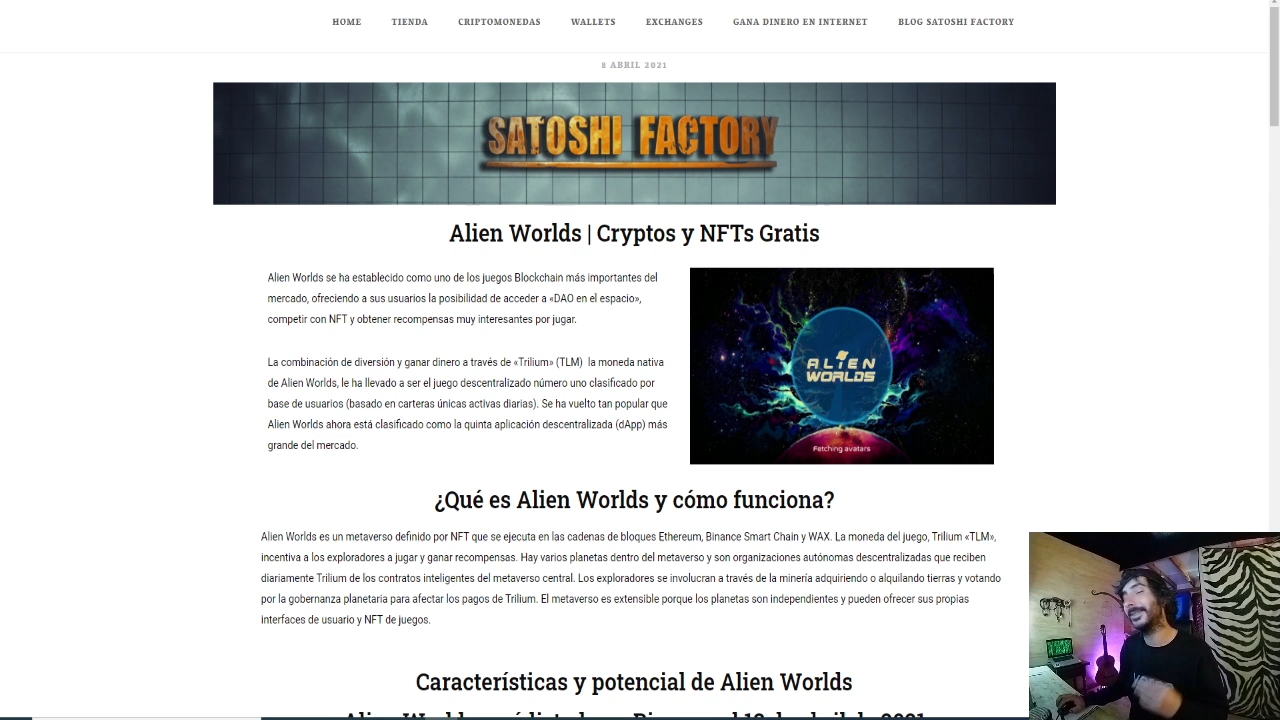 HOME TIENDA CRIPTOMONEDAS WALLETS EXCHANGES GANA DINERO EN INTERNET BLOG SATOSHI FACTORY
8 ABRIL 2021
SATOSHI FACTORY
Alien Worlds | Cryptos y NFTs Gratis
Alien Worlds se ha establecido como uno de los juegos Blockchain más importantes del
mercado, ofreciendo a sus usuarios la posibilidad de acceder a «DAO en el espacio»,
competir con NFT y obtener recompensas muy interesantes por jugar.
La combinación de diversión y ganar dinero a través de «Trilium» (TLM) la moneda nativa
de Alien Worlds, le ha llevado a ser el juego descentralizado número uno clasificado por
base de usuarios (basado en carteras únicas activas diarias). Se ha vuelto tan popular que
Alien Worlds ahora está clasificado como la quinta aplicación descentralizada (dApp) más
grande del mercado.
ALIEN
WORLDS
Fetching avatars
¿Qué es Alien Worlds y cómo funciona?
Alien Worlds es un metaverso definido por NFT que se ejecuta en las cadenas de bloques Ethereum, Binance Smart Chain y WAX. La moneda del juego, Trilium «TLM»,
incentiva a los exploradores a jugar y ganar recompensas. Hay varios planetas dentro del metaverso y son organizaciones autónomas descentralizadas que reciben
diariamente Trilium de los contratos inteligentes del metaverso central. Los exploradores se involucran a través de la minería adquiriendo o alquilando tierras y votando
por la gobernanza planetaria para afectar los pagos de Trilium. El metaverso es extensible porque los planetas son independientes y pueden ofrecer sus propias
interfaces de usuario y NFT de juegos.
Características y potencial de Alien Worlds